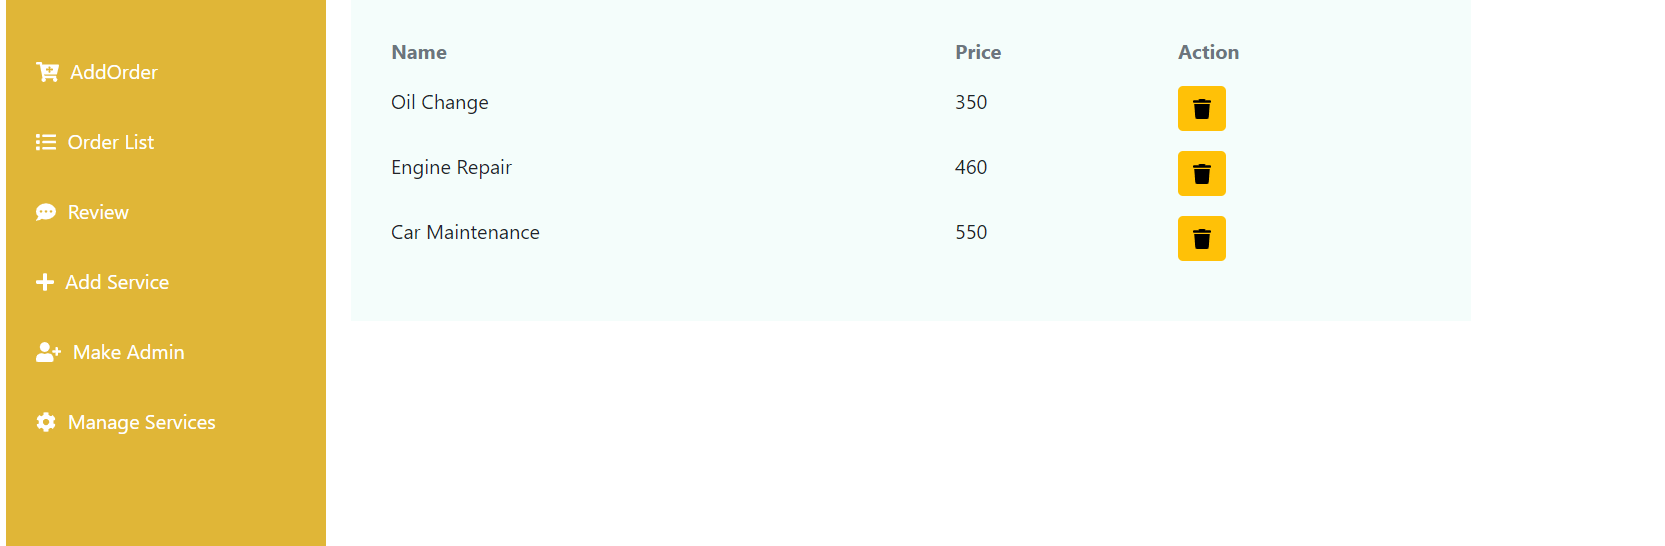 AddOrder
Order List
Review
Add Service
Make Admin
Manage Services
Name Price Action
Oil Change 350
Engine Repair 460
Car Maintenance 550